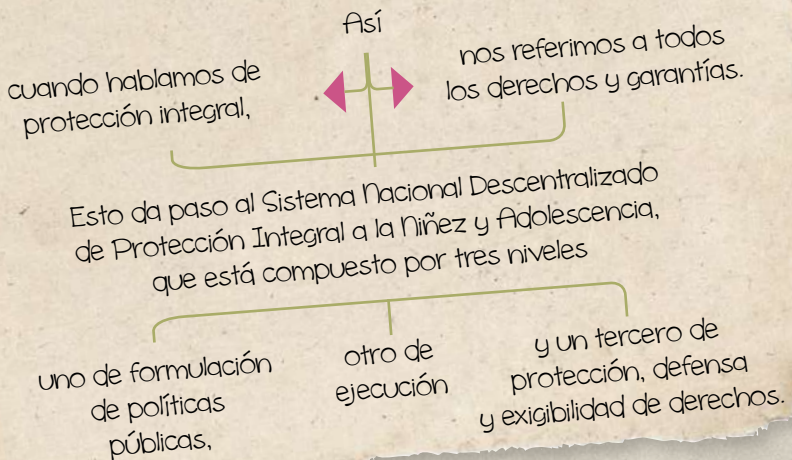 Así
cuando hablamos de
protección integral,
nos referimos a todos
los derechos y garantías.
Esto da paso al Sistema Nacional Descentralizado
de Protección Integral a la Niñez y Adolescencia,
que está compuesto por tres niveles
uno de formulación
de políticas
públicas,
otro de
ejecución
y un tercero de
protección, defensa
y exigibilidad de derechos.